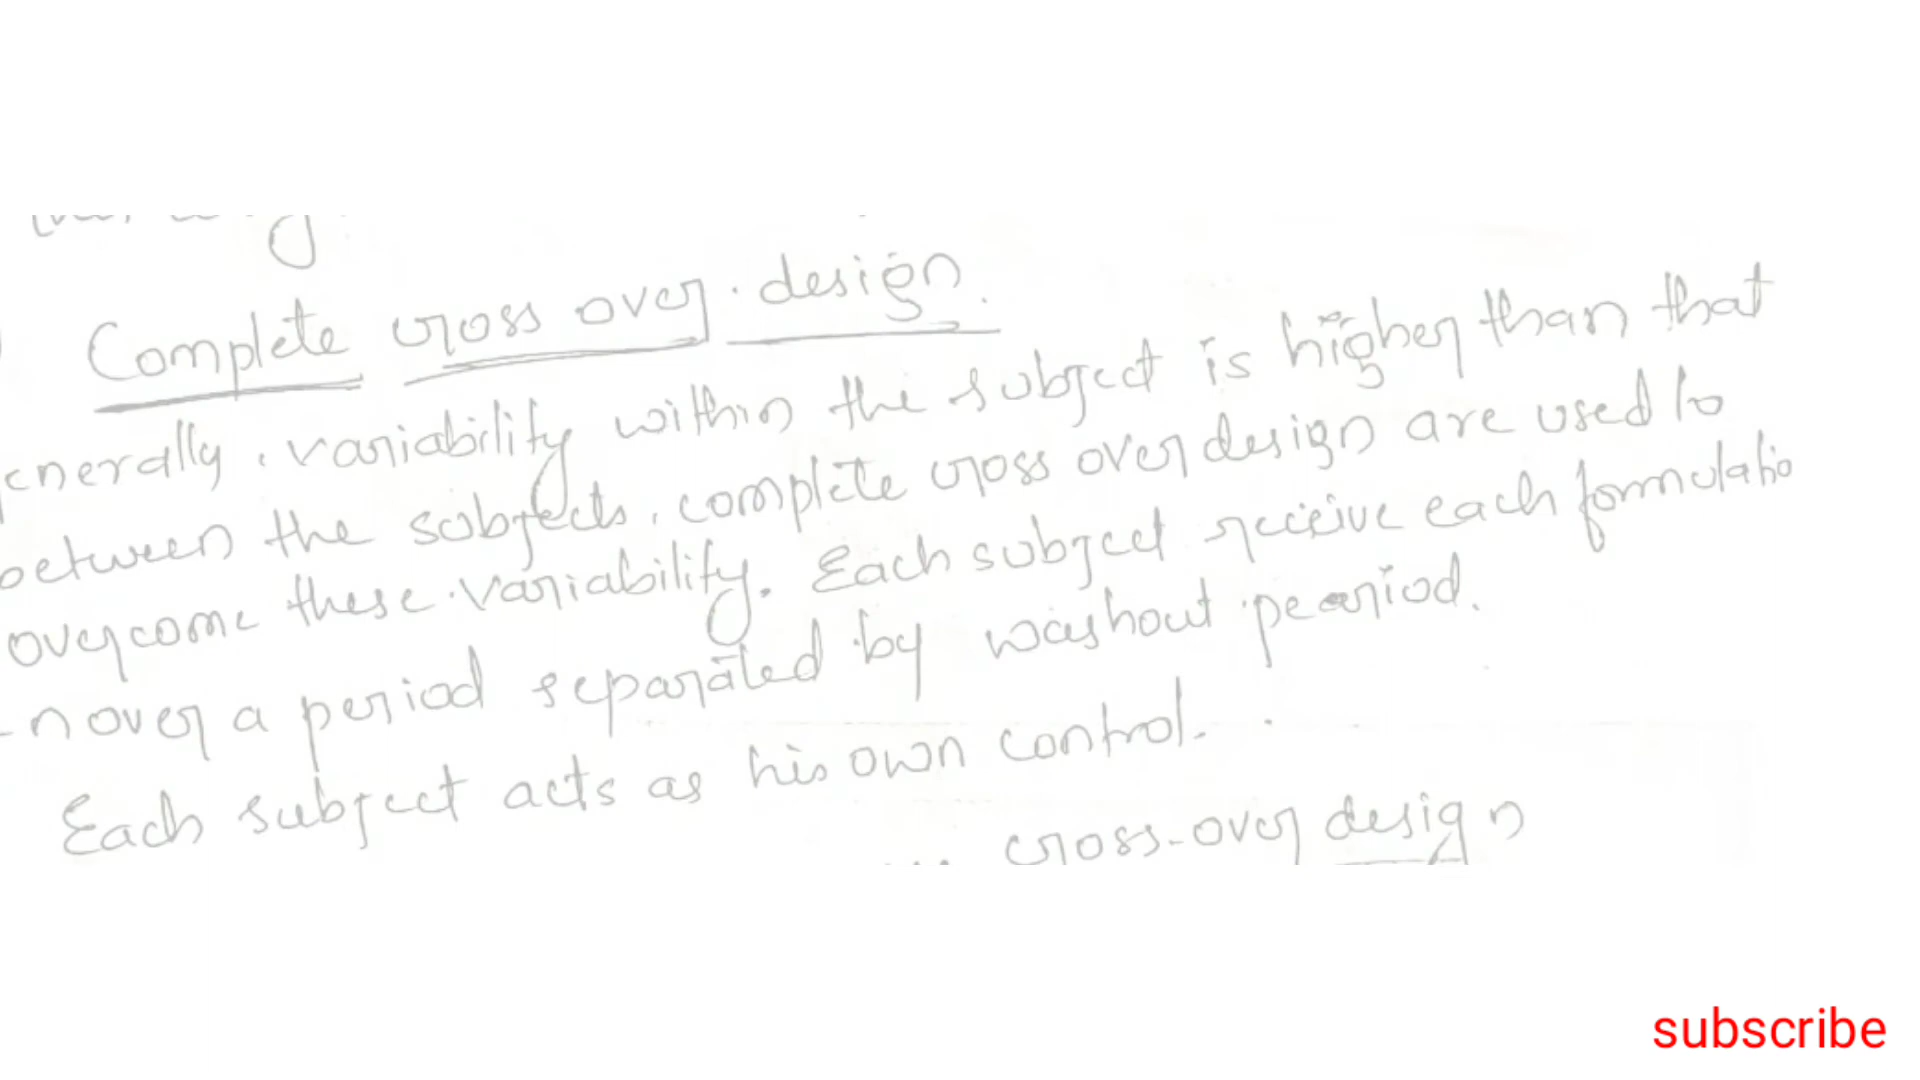 Complete cross over design.
enerally, variability within the subject is higher than that
between the subjects, complete cross over design are used to
overcome these variability. Each subject receive each formulatio
-n over a period separated by washout period.
Each subject acts as his own control.
cross-over design
subscribe